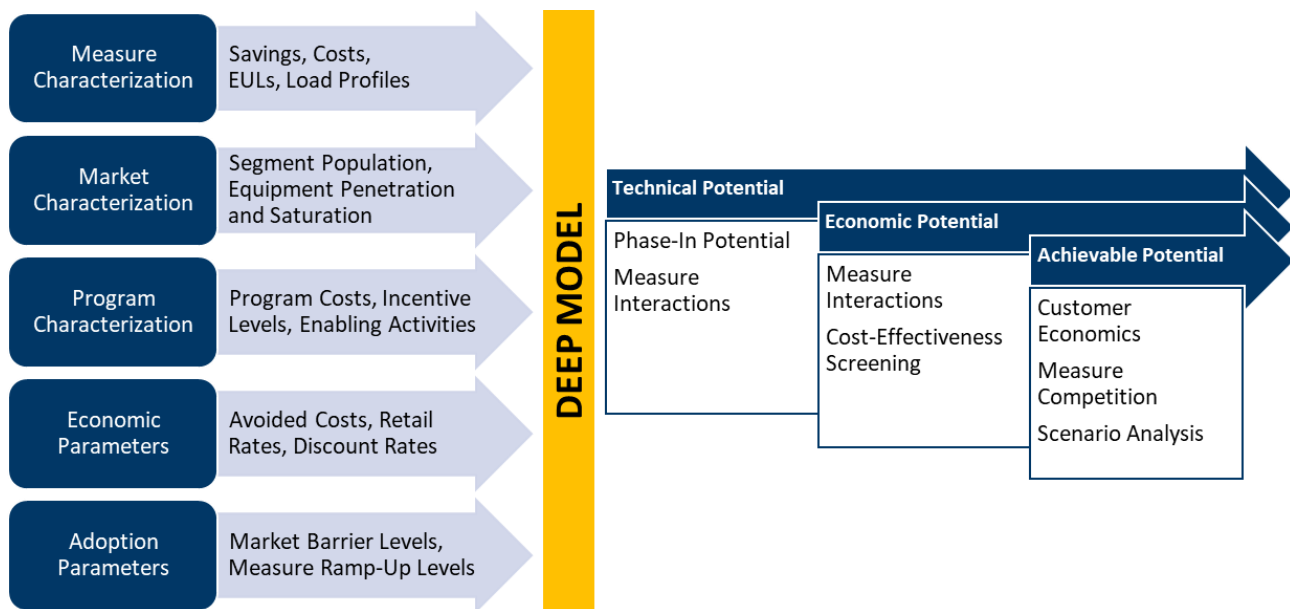 Measure
Characterization
Savings, Costs,
EULs, Load Profiles
Market
Characterization
Segment Population,
Equipment Penetration
and Saturation
Program
Characterization
Program Costs, Incentive
Levels, Enabling Activities
Economic
Parameters
Avoided Costs, Retail
Rates, Discount Rates
Adoption
Parameters
Market Barrier Levels,
Measure Ramp-Up Levels
DEEP MODEL
Technical Potential
Phase-In Potential
Measure
Interactions
Economic Potential
Measure
Interactions
Cost-Effectiveness
Screening
Achievable Potential
Customer
Economics
Measure
Competition
Scenario Analysis